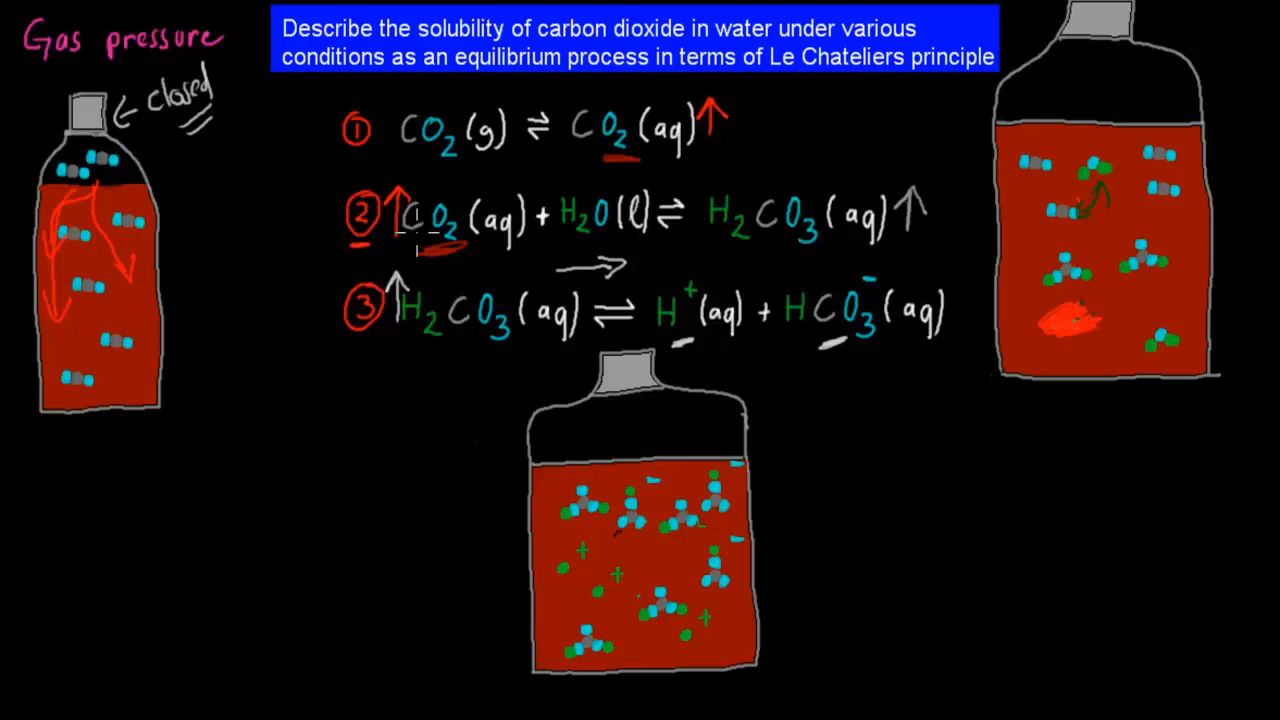 Gas pressure
Describe the solubility of carbon dioxide in water under various
conditions as an equilibrium process in terms of Le Chateliers principle
← closed
① CO₂ (g) ⇌ CO₂ (aq) ↑
② ↑ CO₂ (aq) + H₂O (l) ⇌ H₂CO₃ (aq) ↑
→
③ ↑ H₂CO₃ (aq) ⇌ H⁺ (aq) + HCO₃⁻ (aq)
+
+
+